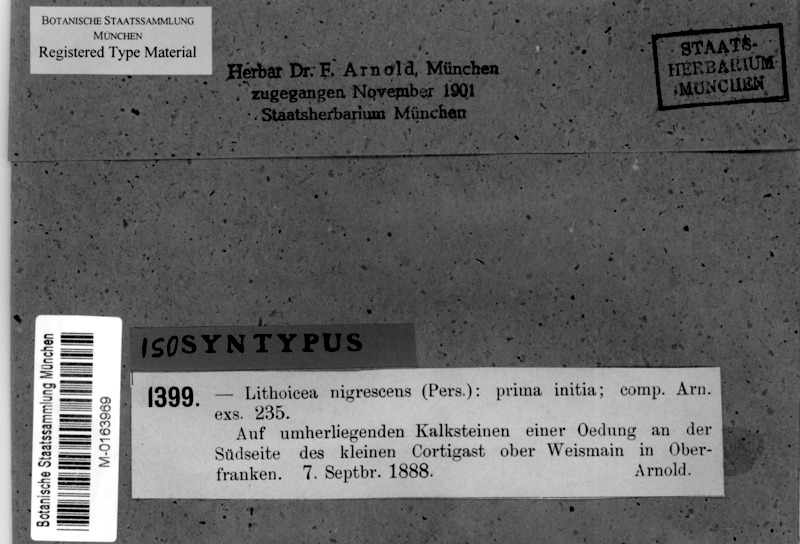 BOTANISCHE STAATSSAMMLUNG
MÜNCHEN
Registered Type Material
Herbar Dr. F. Arnold, München
zugegangen November 1901
Staatsherbarium München
STAATS-
HERBARIUM
MÜNCHEN
Botanische Staatssammlung München
M-0163969
ISOSYNTYPUS
1399. — Lithoicea nigrescens (Pers.): prima initia; comp. Arn.
exs. 235.
Auf umherliegenden Kalksteinen einer Oedung an der
Südseite des kleinen Cortigast ober Weismain in Ober-
franken. 7. Septbr. 1888. Arnold.